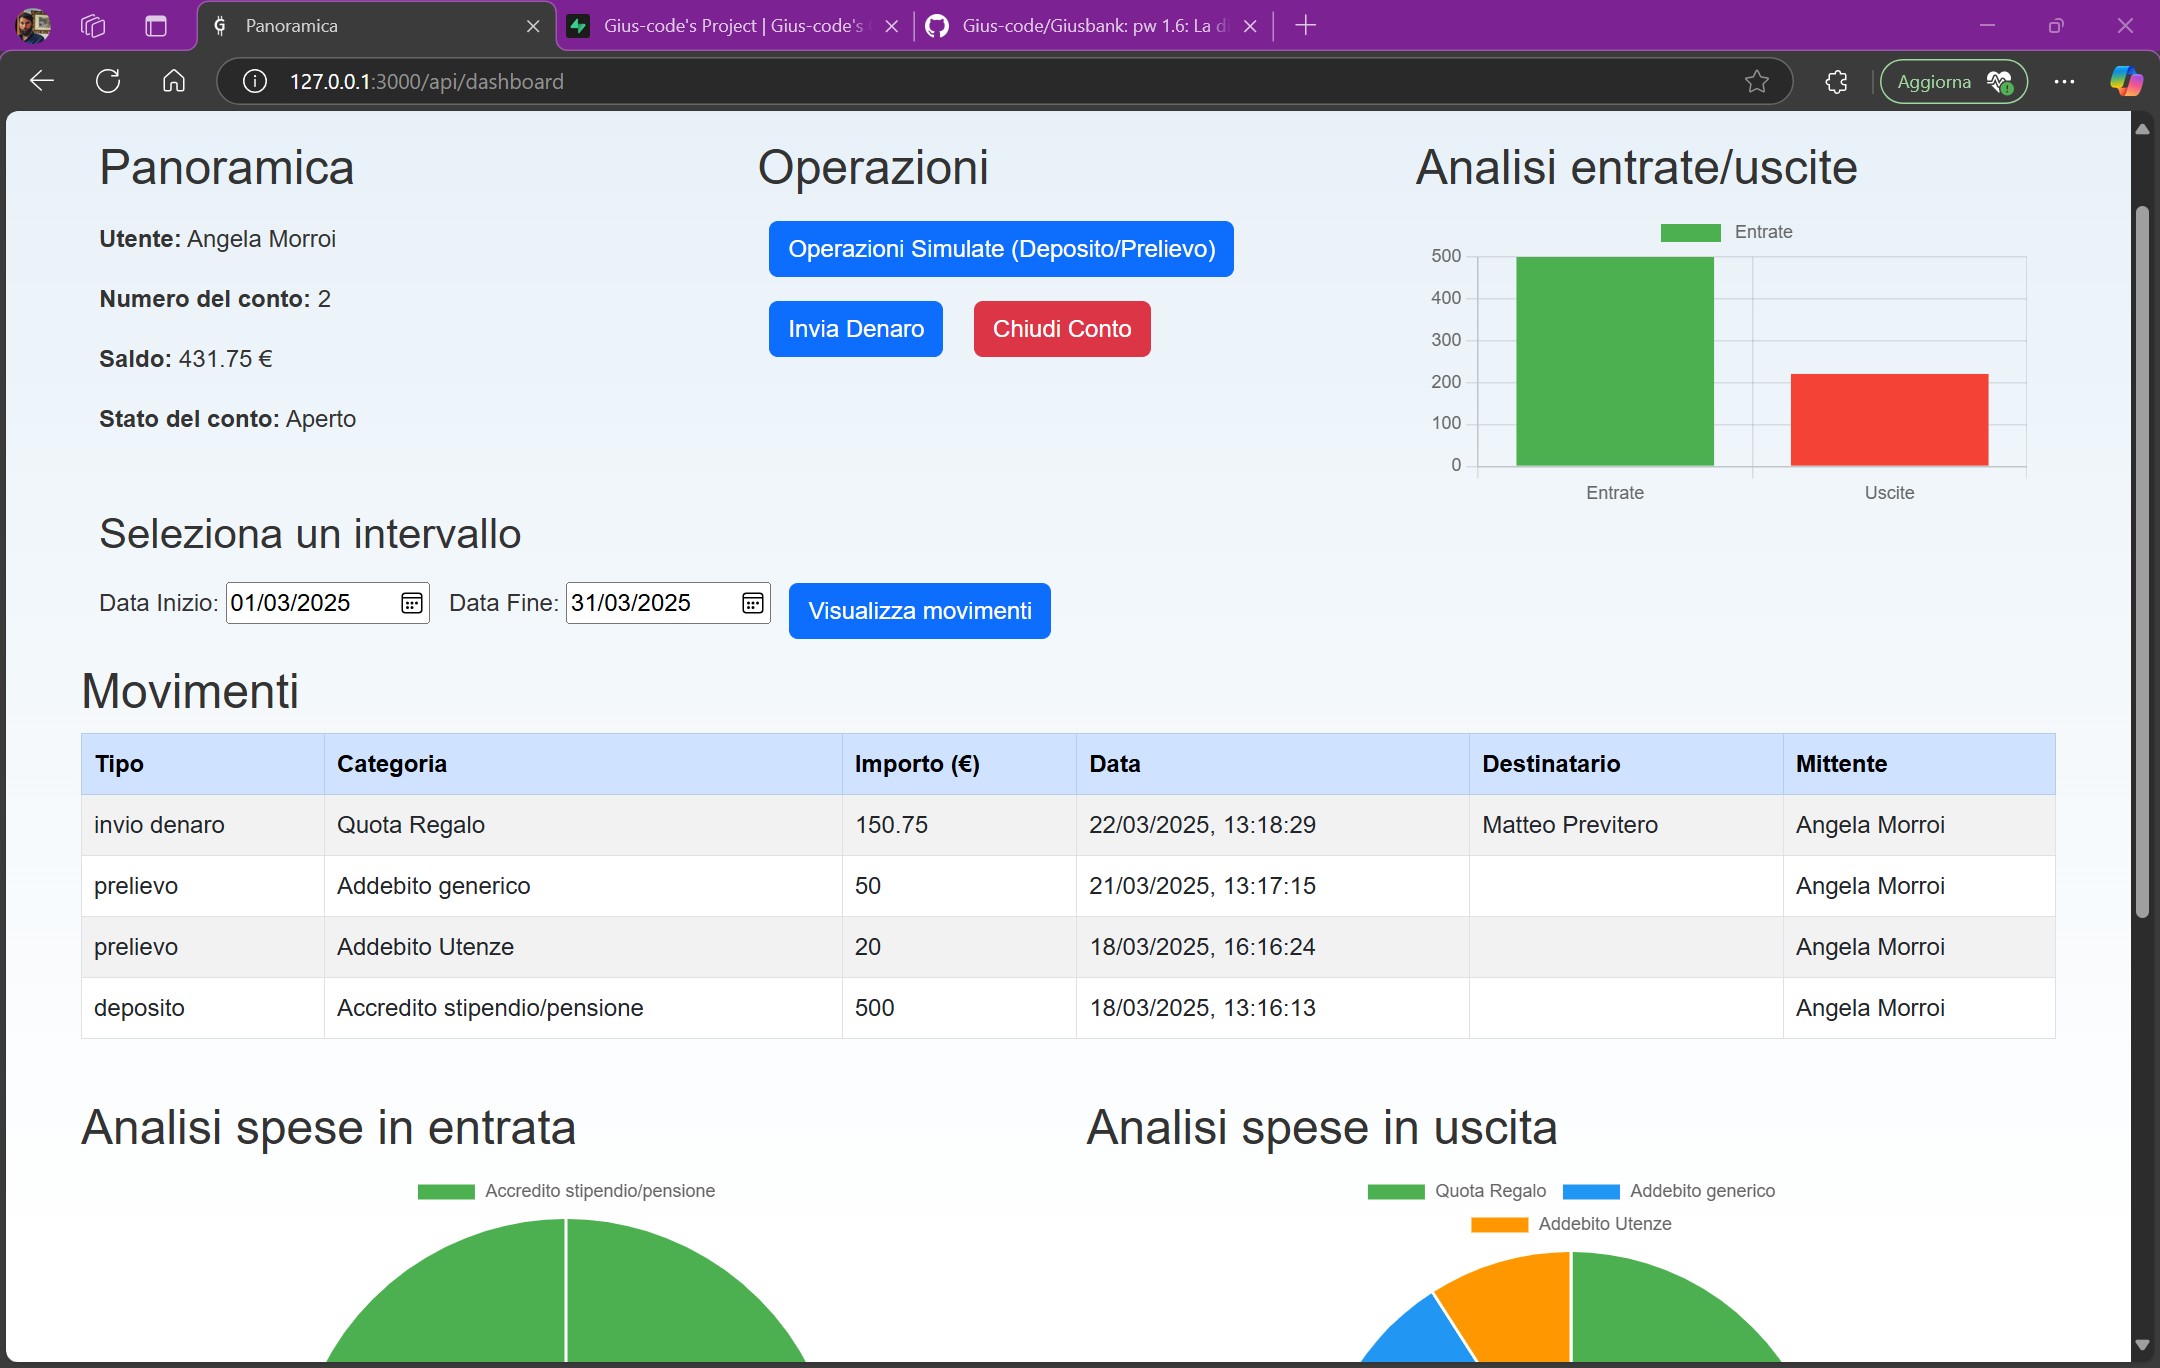 Panoramica
Gius-code's Project | Gius-code's
Gius-code/Giusbank: pw 1.6: La d
127.0.0.1:3000/api/dashboard
Aggiorna
Panoramica
Utente: Angela Morroi
Numero del conto: 2
Saldo: 431.75 €
Stato del conto: Aperto
Operazioni
Operazioni Simulate (Deposito/Prelievo)
Invia Denaro
Chiudi Conto
Analisi entrate/uscite
Entrate
500
400
300
200
100
0
Entrate
Uscite
Seleziona un intervallo
Data Inizio: 01/03/2025 Data Fine: 31/03/2025 Visualizza movimenti
Movimenti
Tipo Categoria Importo (€) Data Destinatario Mittente
invio denaro Quota Regalo 150.75 22/03/2025, 13:18:29 Matteo Previtero Angela Morroi
prelievo Addebito generico 50 21/03/2025, 13:17:15 Angela Morroi
prelievo Addebito Utenze 20 18/03/2025, 16:16:24 Angela Morroi
deposito Accredito stipendio/pensione 500 18/03/2025, 13:16:13 Angela Morroi
Analisi spese in entrata
Accredito stipendio/pensione
Analisi spese in uscita
Quota Regalo Addebito generico
Addebito Utenze